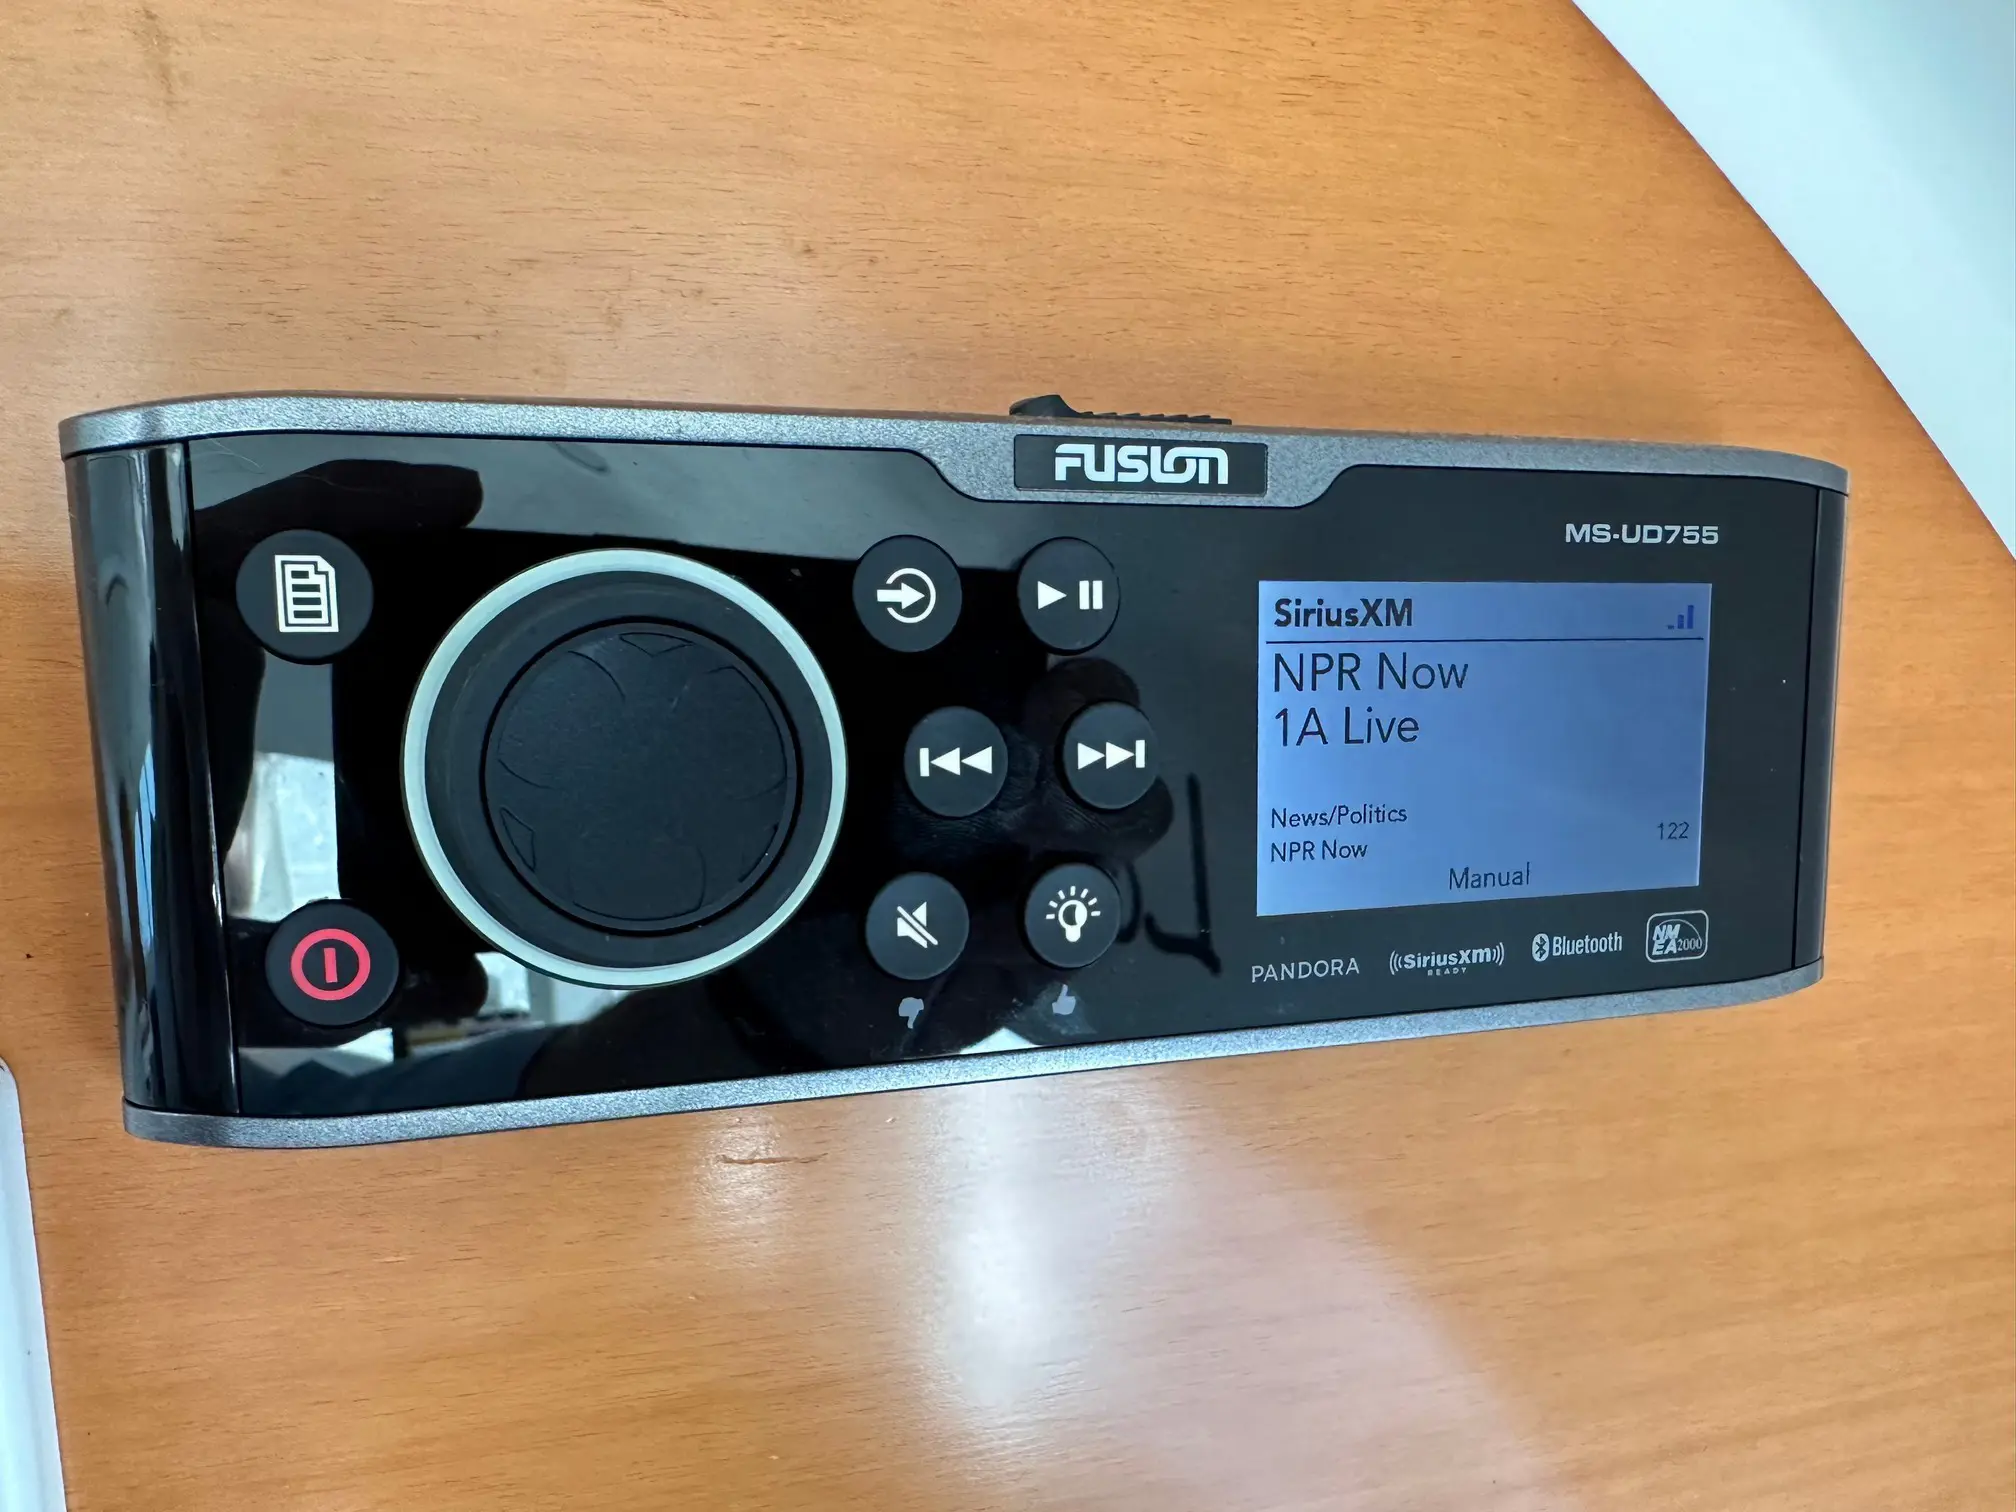 FUSION
MS-UD755
SiriusXM
NPR Now
1A Live
News/Politics
NPR Now
122
Manual
PANDORA
((SiriusXM))
READY
Bluetooth
NMEA 2000